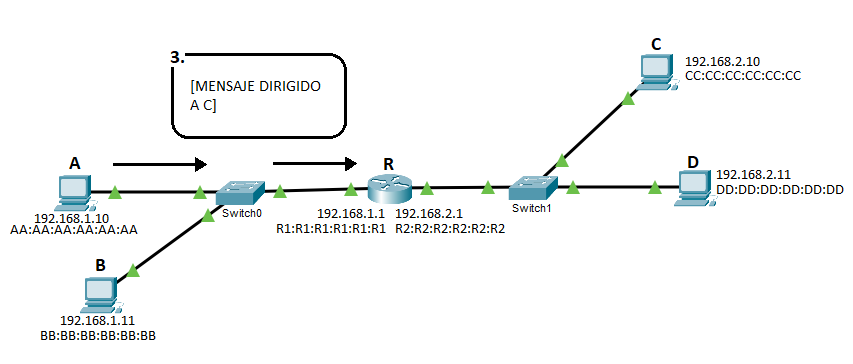 3.
[MENSAJE DIRIGIDO
A C]
C
192.168.2.10
CC:CC:CC:CC:CC:CC
A
192.168.1.10
AA:AA:AA:AA:AA:AA
Switch0
R
192.168.1.1
R1:R1:R1:R1:R1:R1
192.168.2.1
R2:R2:R2:R2:R2:R2
Switch1
D
192.168.2.11
DD:DD:DD:DD:DD:DD
B
192.168.1.11
BB:BB:BB:BB:BB:BB